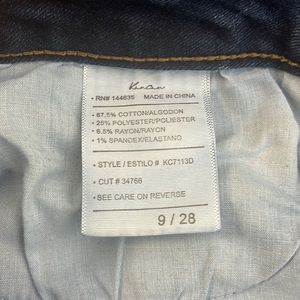 KanCan
• RN# 144635 MADE IN CHINA
• 67.5% COTTON/ALGODON
• 25% POLYESTER/POLIESTER
• 6.5% RAYON/RAYON
• 1% SPANDEX/ELASTANO
• STYLE / ESTILO # KC7113D
• CUT # 34766
• SEE CARE ON REVERSE
9 / 28